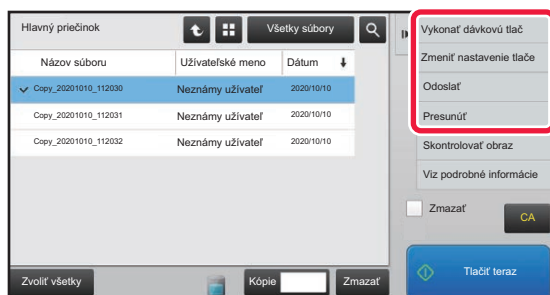 Hlavný priečinok
Všetky súbory
Názov súboru Užívateľské meno Dátum
Copy_20201010_112030 Neznámy užívateľ 2020/10/10
Copy_20201010_112031 Neznámy užívateľ 2020/10/10
Copy_20201010_112032 Neznámy užívateľ 2020/10/10
Zvoliť všetky Kópie Zmazať
Vykonať dávkovú tlač
Zmeniť nastavenie tlače
Odoslať
Presunúť
Skontrolovať obraz
Viz podrobné informácie
Zmazať
CA
Tlačiť teraz